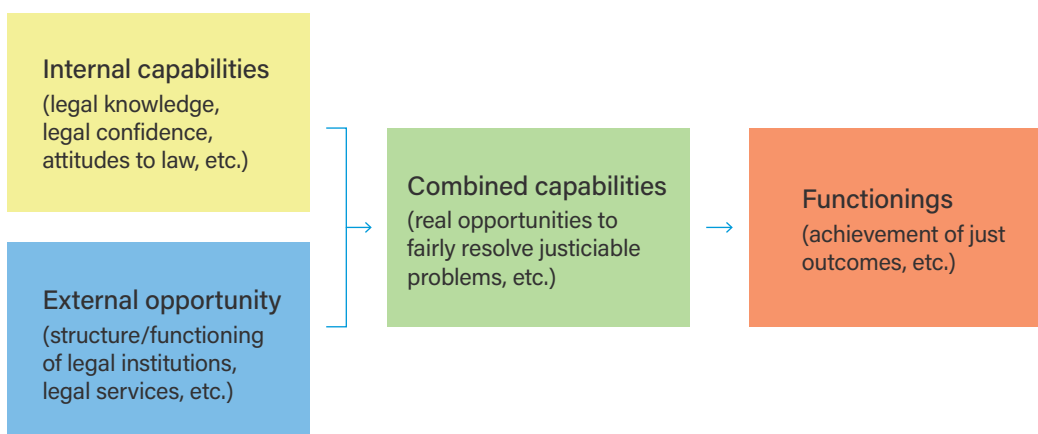 Internal capabilities
(legal knowledge,
legal confidence,
attitudes to law, etc.)
External opportunity
(structure/functioning
of legal institutions,
legal services, etc.)
Combined capabilities
(real opportunities to
fairly resolve justiciable
problems, etc.)
Functionings
(achievement of just
outcomes, etc.)